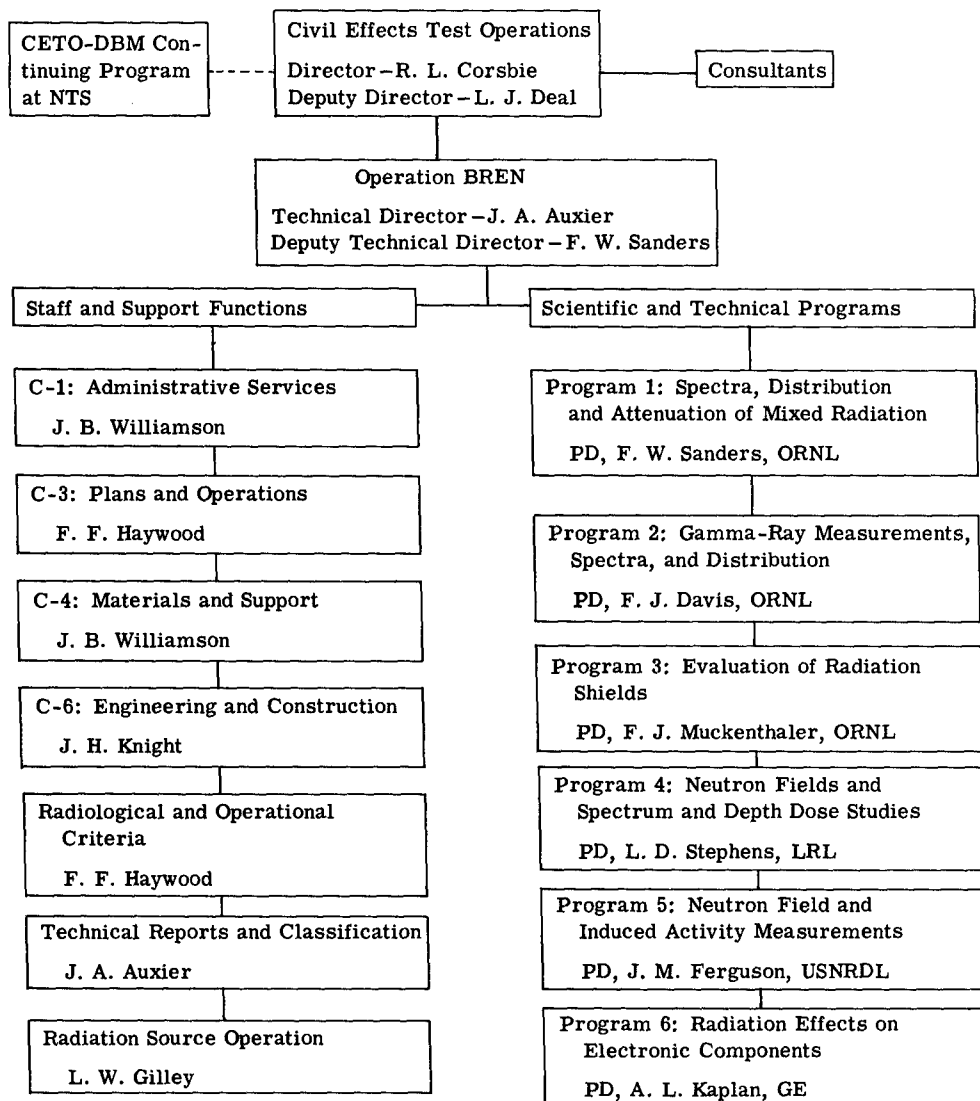 CETO-DBM Con-
tinuing Program
at NTS
Civil Effects Test Operations
Director–R. L. Corsbie
Deputy Director–L. J. Deal
Consultants
Operation BREN
Technical Director–J. A. Auxier
Deputy Technical Director–F. W. Sanders
Staff and Support Functions
C-1: Administrative Services
J. B. Williamson
C-3: Plans and Operations
F. F. Haywood
C-4: Materials and Support
J. B. Williamson
C-6: Engineering and Construction
J. H. Knight
Radiological and Operational
Criteria
F. F. Haywood
Technical Reports and Classification
J. A. Auxier
Radiation Source Operation
L. W. Gilley
Scientific and Technical Programs
Program 1: Spectra, Distribution
and Attenuation of Mixed Radiation
PD, F. W. Sanders, ORNL
Program 2: Gamma-Ray Measurements,
Spectra, and Distribution
PD, F. J. Davis, ORNL
Program 3: Evaluation of Radiation
Shields
PD, F. J. Muckenthaler, ORNL
Program 4: Neutron Fields and
Spectrum and Depth Dose Studies
PD, L. D. Stephens, LRL
Program 5: Neutron Field and
Induced Activity Measurements
PD, J. M. Ferguson, USNRDL
Program 6: Radiation Effects on
Electronic Components
PD, A. L. Kaplan, GE